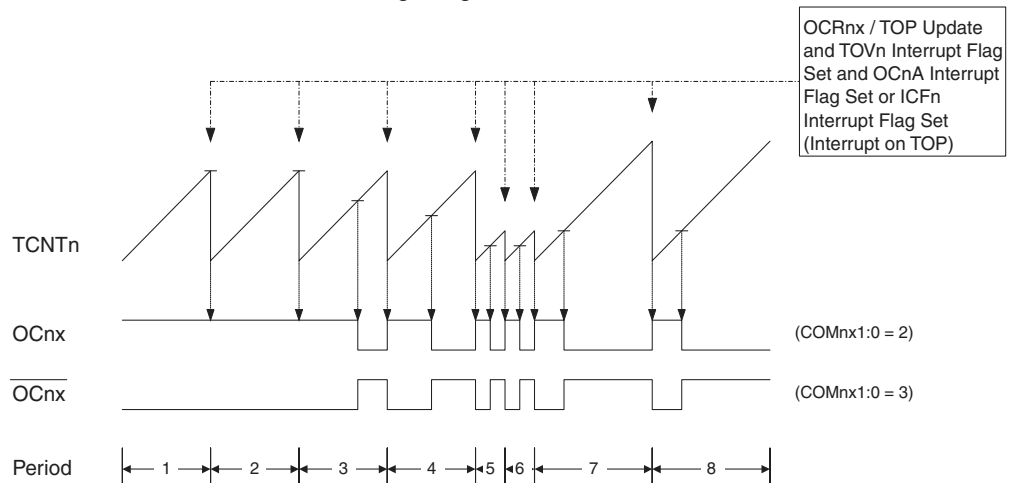 OCRnx / TOP Update
and TOVn Interrupt Flag
Set and OCnA Interrupt
Flag Set or ICFn
Interrupt Flag Set
(Interrupt on TOP)
TCNTn
OCnx
(COMnx1:0 = 2)
OCnx
(COMnx1:0 = 3)
Period
1 2 3 4 5 6 7 8